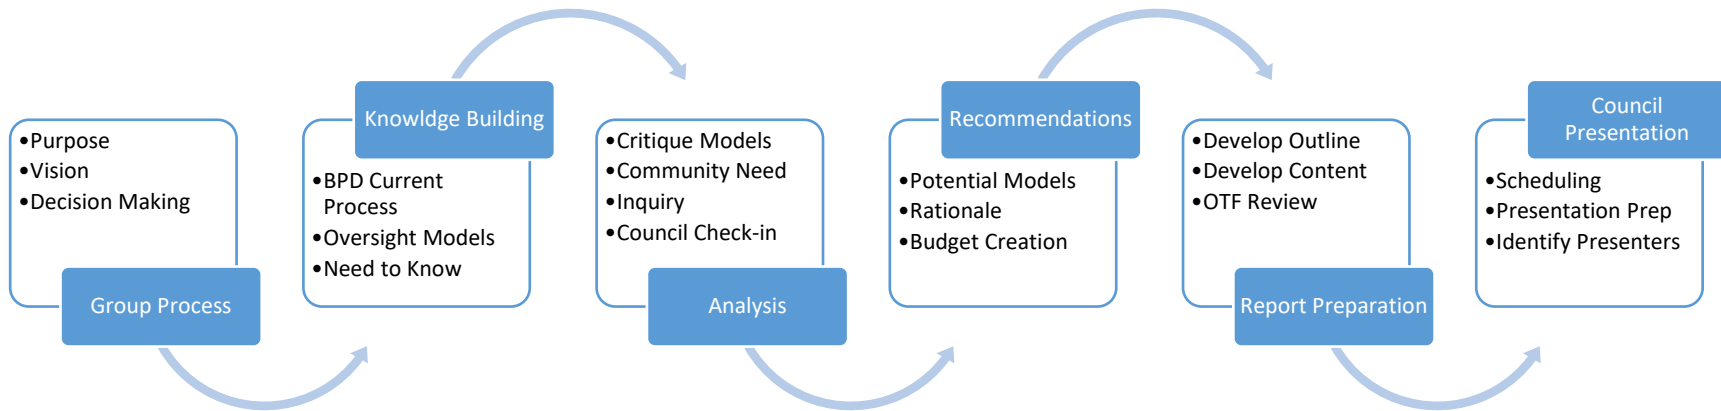 •Purpose
•Vision
•Decision Making
Group Process
Knowldge Building
•BPD Current
Process
•Oversight Models
•Need to Know
•Critique Models
•Community Need
•Inquiry
•Council Check-in
Analysis
Recommendations
•Potential Models
•Rationale
•Budget Creation
•Develop Outline
•Develop Content
•OTF Review
Report Preparation
Council
Presentation
•Scheduling
•Presentation Prep
•Identify Presenters